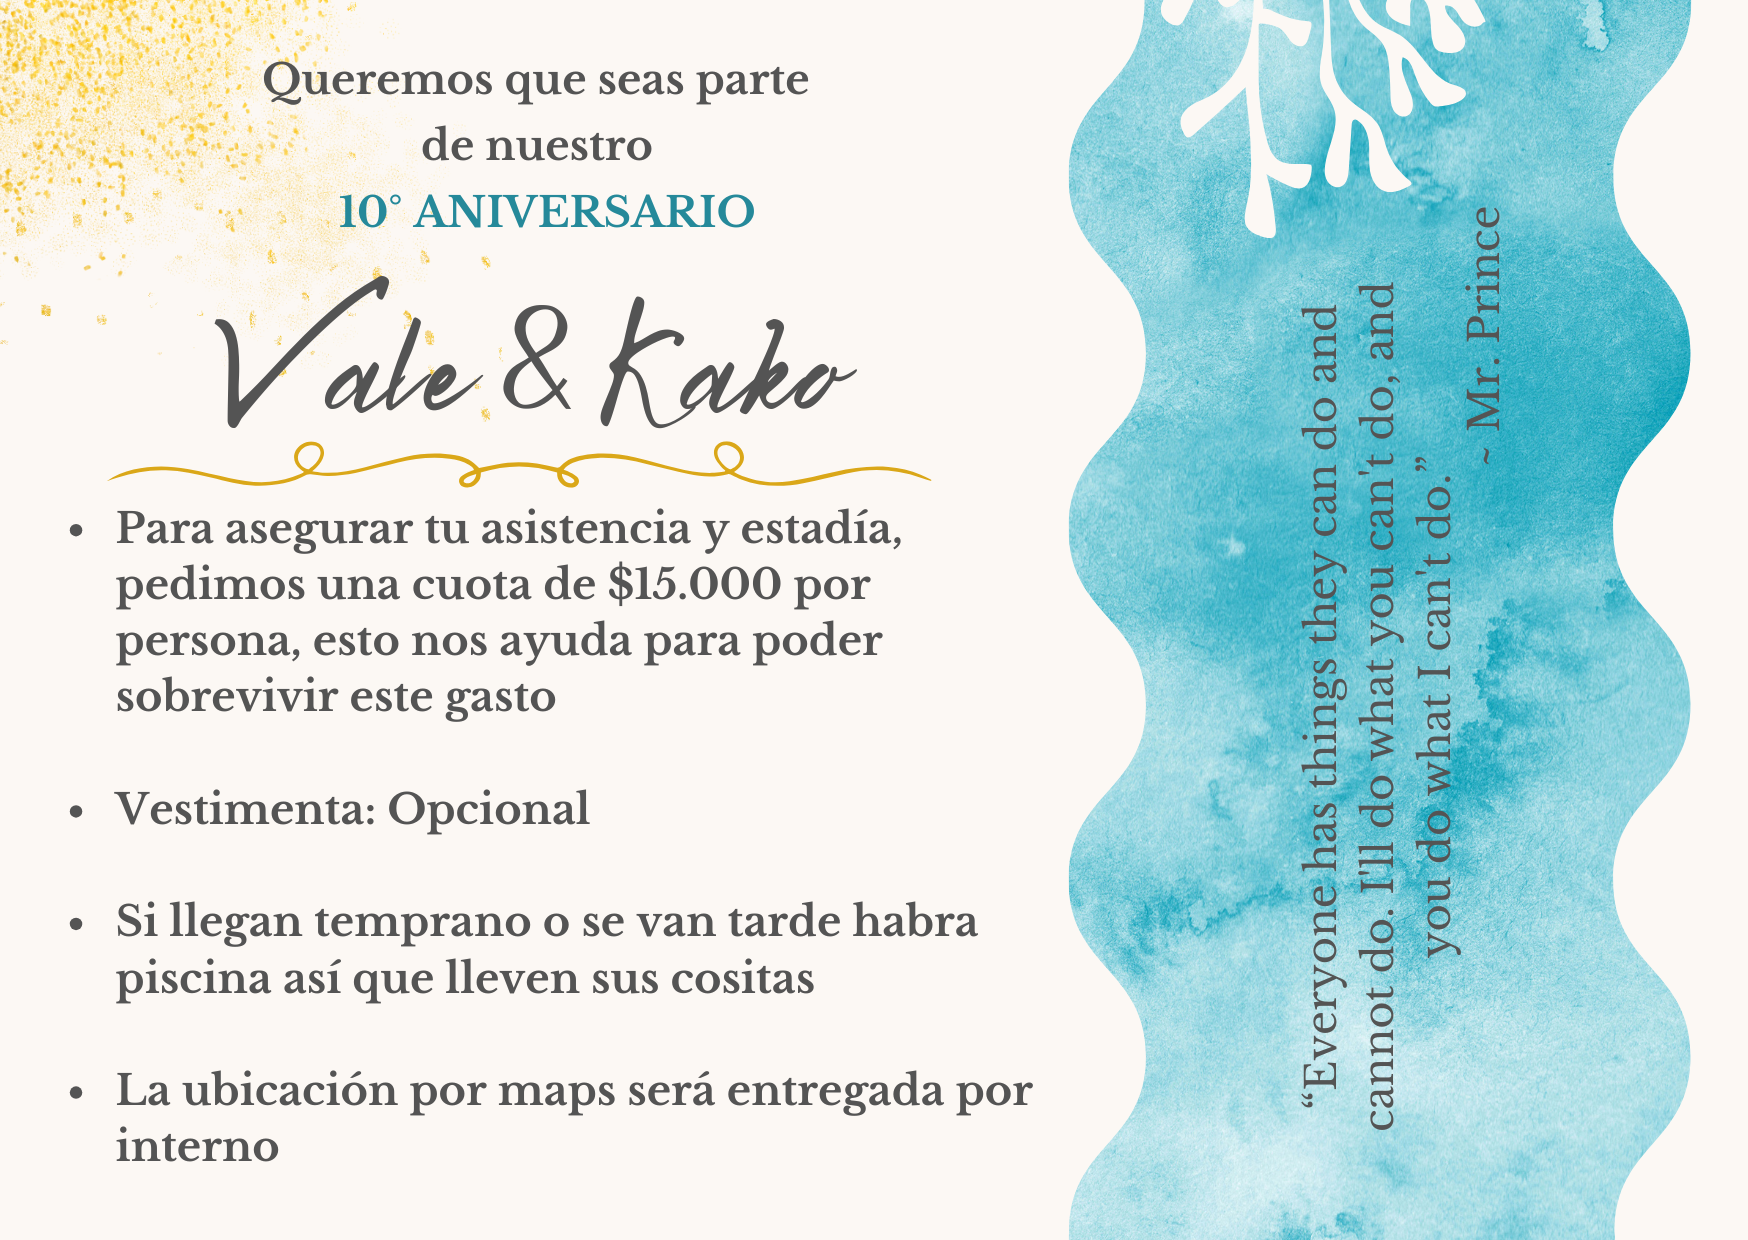 Queremos que seas parte
de nuestro
10° ANIVERSARIO
Vale & Kako
• Para asegurar tu asistencia y estadía,
pedimos una cuota de $15.000 por
persona, esto nos ayuda para poder
sobrevivir este gasto
• Vestimenta: Opcional
• Si llegan temprano o se van tarde habra
piscina así que lleven sus cositas
• La ubicación por maps será entregada por
interno
“Everyone has things they can do and
cannot do. I'll do what you can't do, and
you do what I can't do.”
~ Mr. Prince